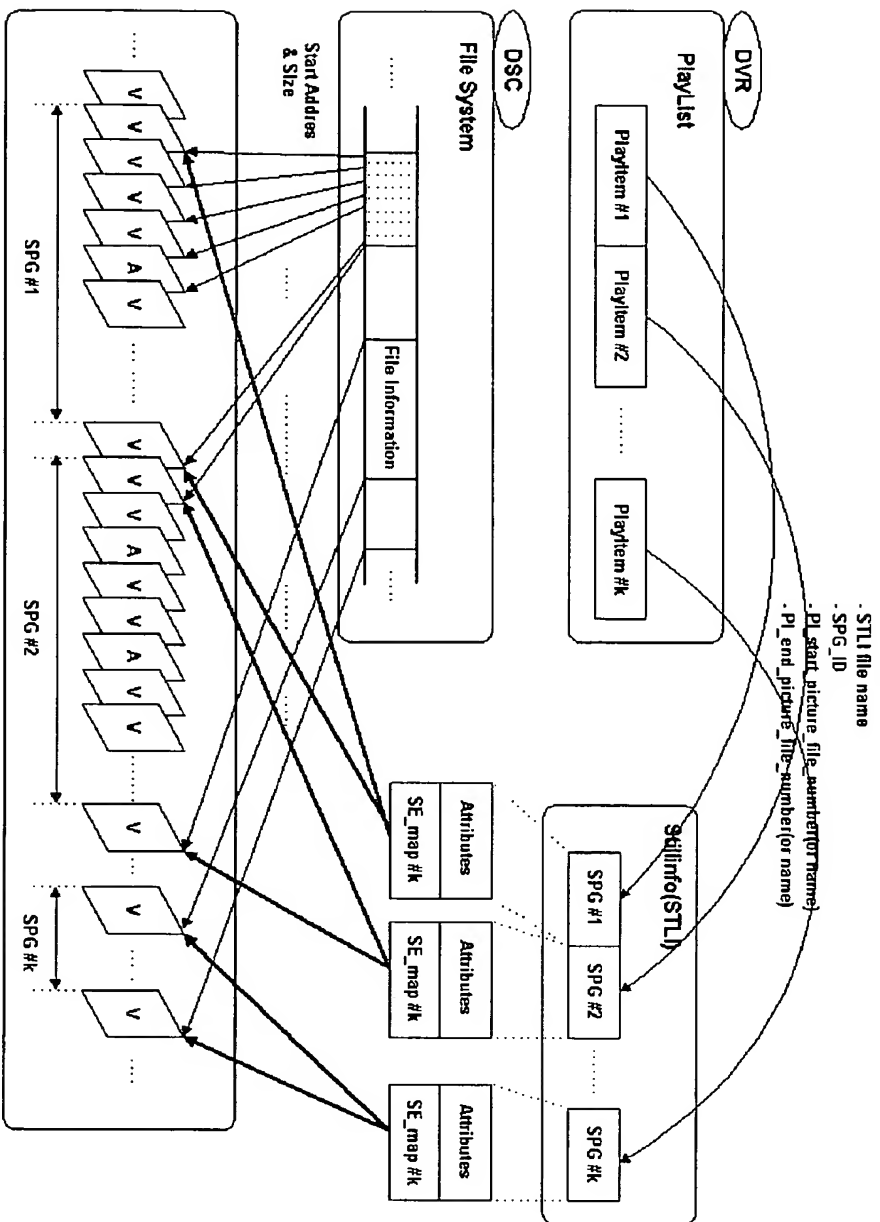 - STLI file name
- SPG_ID
- PI_start_picture_file_number(or name)
- PI_end_picture_file_number(or name)
DVR
PlayList
PlayItem #1 PlayItem #2 ........ PlayItem #k
Stillinfo(STLI)
SPG #1 SPG #2 ........ SPG #k
DSC
File System
...... File Information ......
Attributes Attributes Attributes
SE_map #k SE_map #k SE_map #k
Start Addres
& Size
V V V V V A V V V V A V V A V V V V V
SPG #1 SPG #2 SPG #k